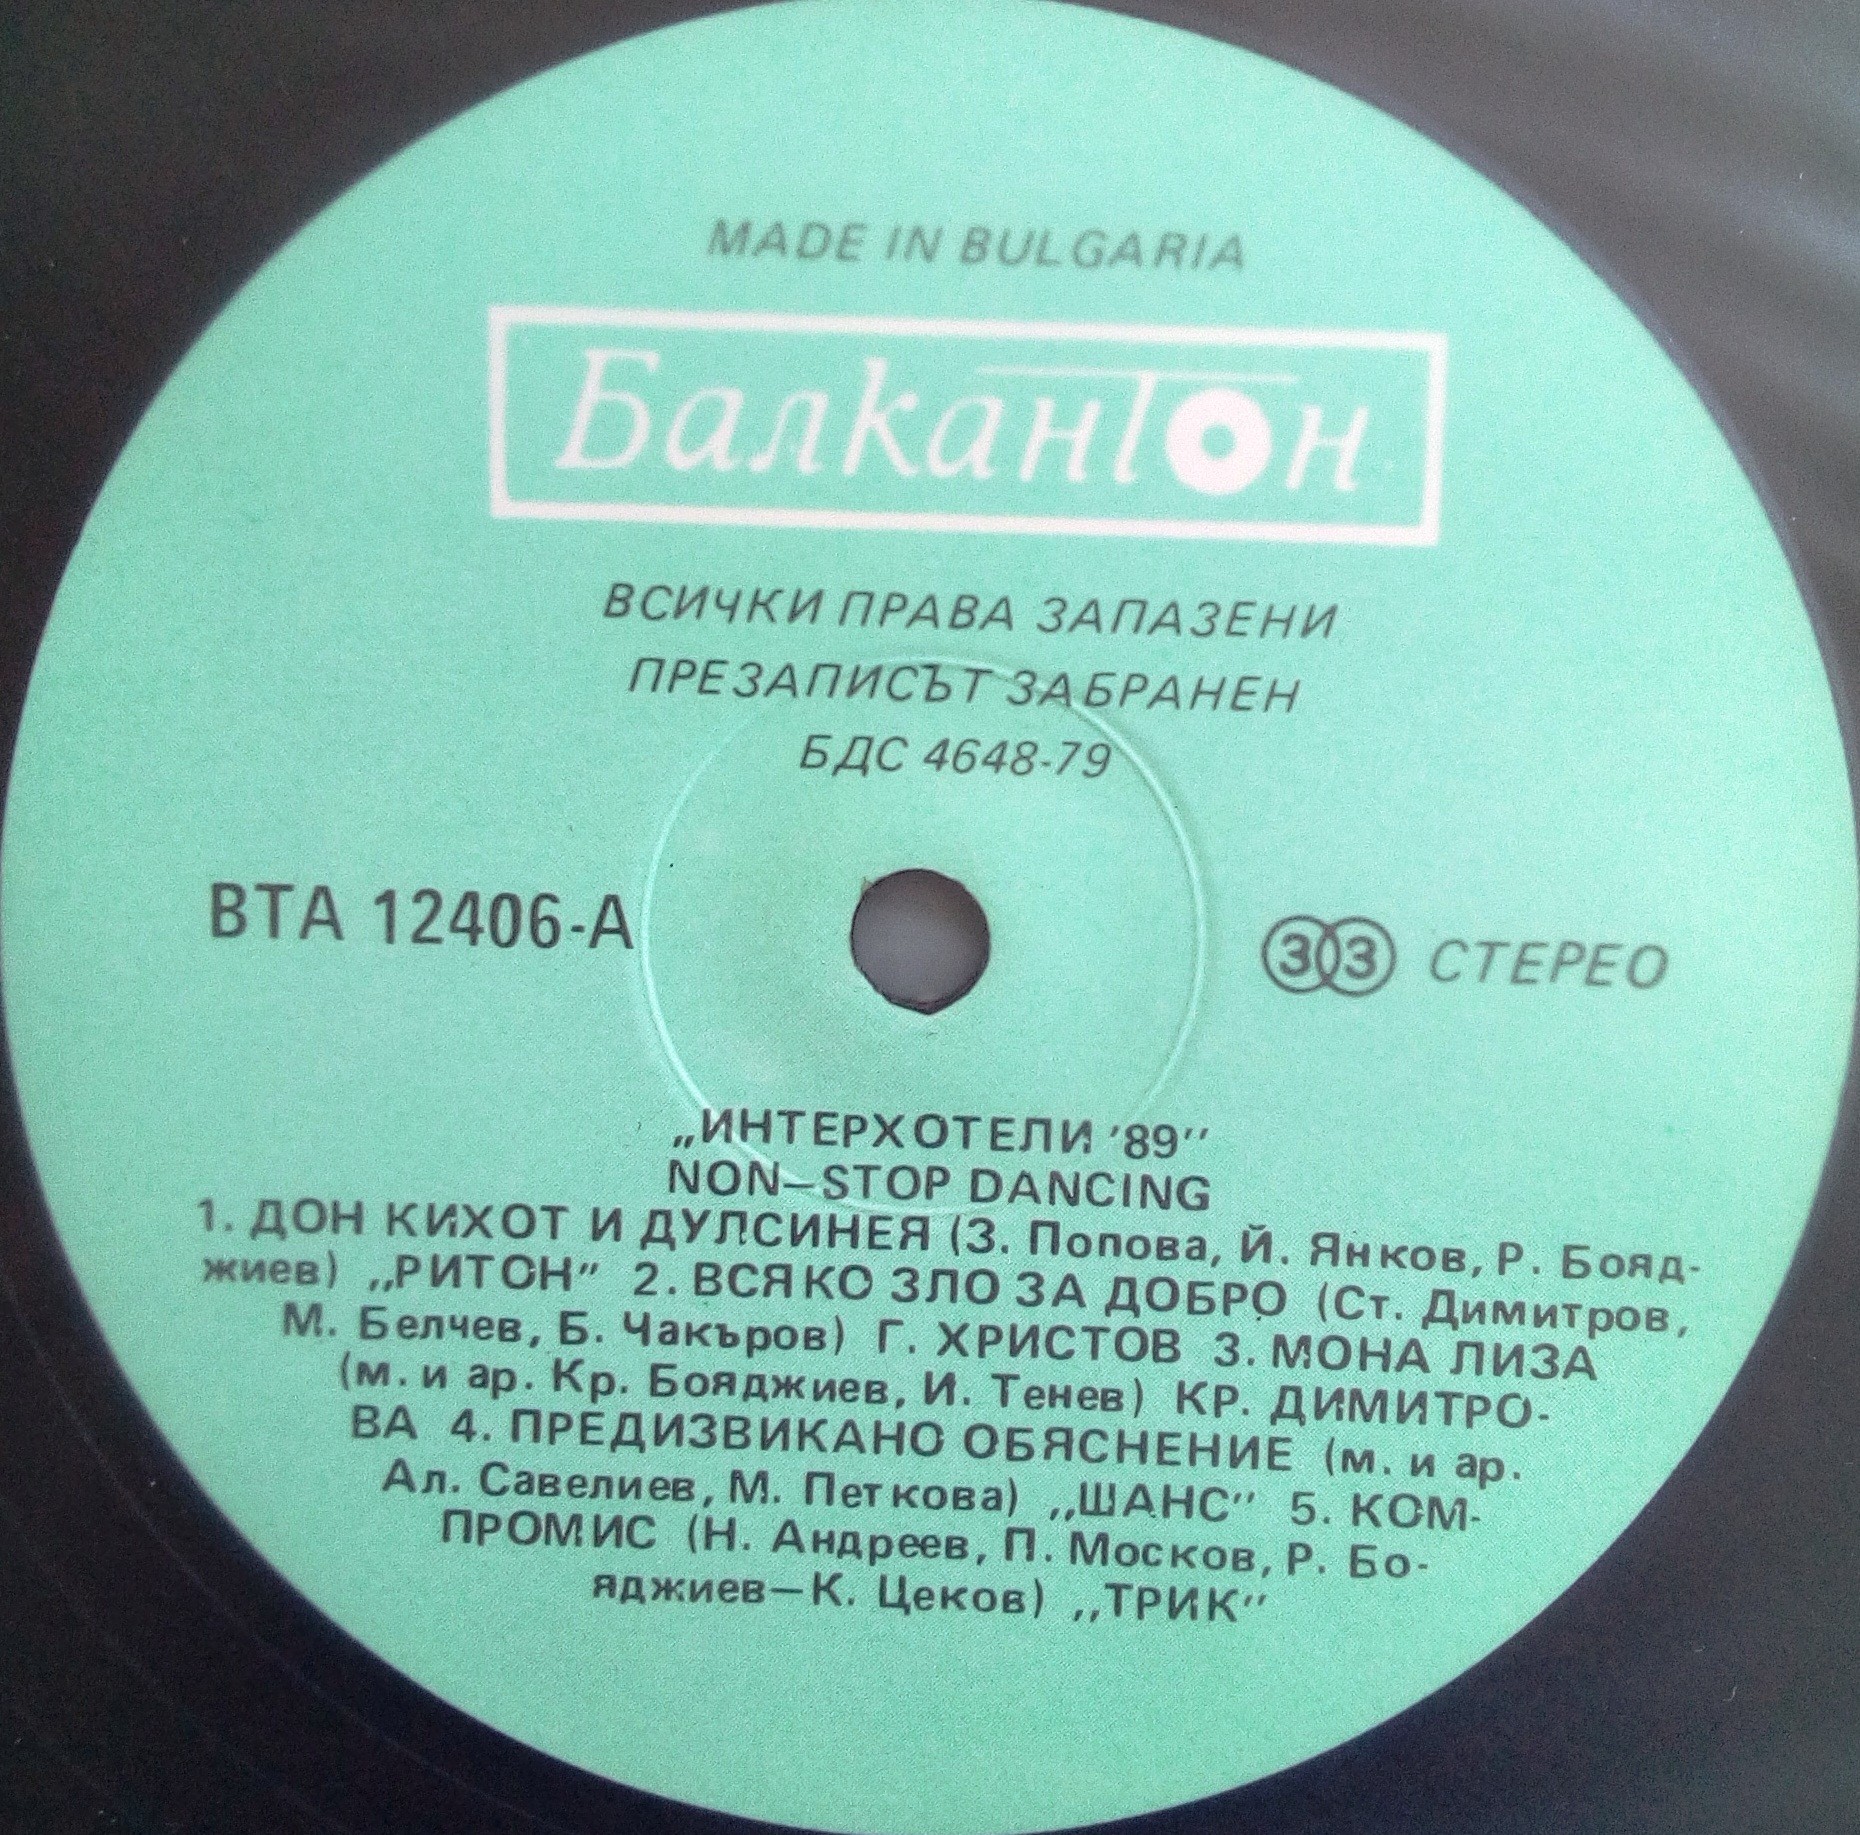 MADE IN BULGARIA
Балкантон
ВСИЧКИ ПРАВА ЗАПАЗЕНИ
ПРЕЗАПИСЪТ ЗАБРАНЕН
БДС 4648-79
ВТА 12406-А
33 СТЕРЕО
„ИНТЕРХОТЕЛИ '89''
NON—STOP DANCING
1. ДОН КИХОТ И ДУЛСИНЕЯ (З. Попова, Й. Янков, Р. Бояд-
жиев) „РИТОН" 2. ВСЯКО ЗЛО ЗА ДОБРО (Ст. Димитров,
М. Белчев, Б. Чакъров) Г. ХРИСТОВ 3. МОНА ЛИЗА
(м. и ар. Кр. Бояджиев, И. Тенев) КР. ДИМИТРО-
ВА 4. ПРЕДИЗВИКАНО ОБЯСНЕНИЕ (м. и ар.
Ал. Савелиев, М. Петкова) „ШАНС" 5. КОМ-
ПРОМИС (Н. Андреев, П. Москов, Р. Бо-
яджиев—К. Цеков) „ТРИК"